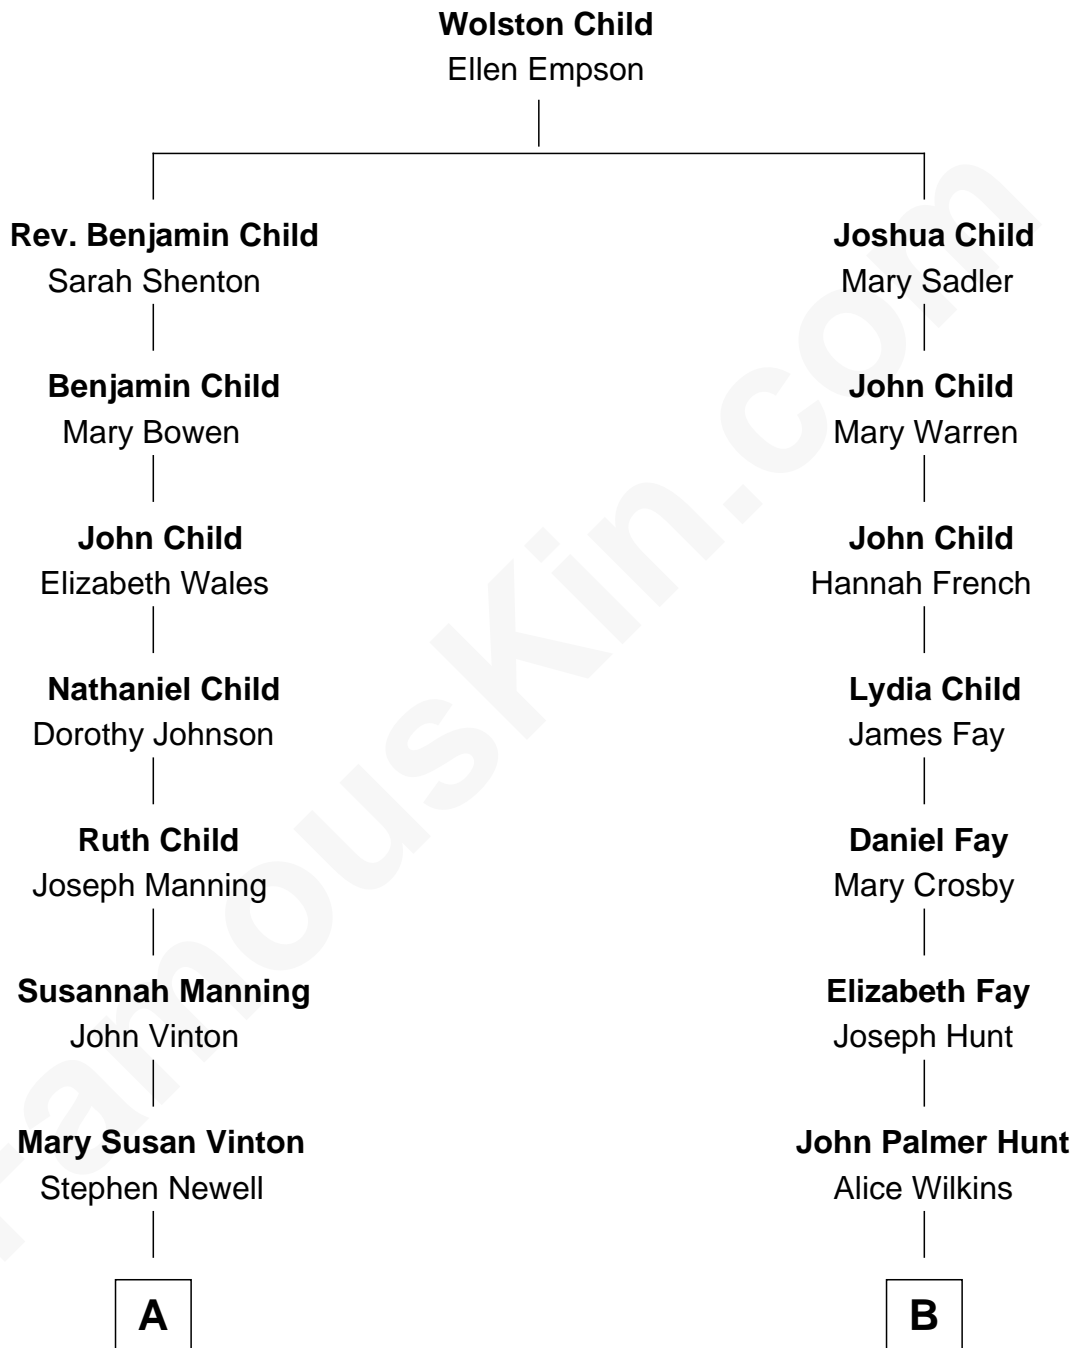 Wolston Child
Ellen Empson
Rev. Benjamin Child
Sarah Shenton
Joshua Child
Mary Sadler
Benjamin Child
Mary Bowen
John Child
Mary Warren
John Child
Elizabeth Wales
John Child
Hannah French
Nathaniel Child
Dorothy Johnson
Lydia Child
James Fay
Ruth Child
Joseph Manning
Daniel Fay
Mary Crosby
Susannah Manning
John Vinton
Elizabeth Fay
Joseph Hunt
Mary Susan Vinton
Stephen Newell
John Palmer Hunt
Alice Wilkins
A
B
FamousKin.com